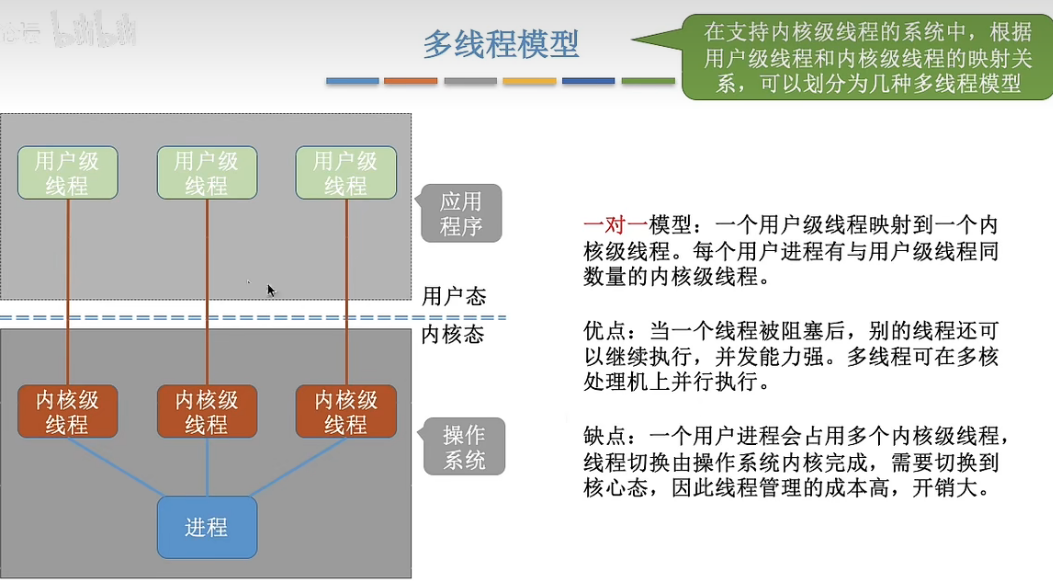 bilibili
多线程模型
在支持内核级线程的系统中，根据
用户级线程和内核级线程的映射关
系，可以划分为几种多线程模型
用户级
线程
用户级
线程
用户级
线程
应用
程序
用户态
内核态
内核级
线程
内核级
线程
内核级
线程
操作
系统
进程
一对一模型：一个用户级线程映射到一个内
核级线程。每个用户进程有与用户级线程同
数量的内核级线程。
优点：当一个线程被阻塞后，别的线程还可
以继续执行，并发能力强。多线程可在多核
处理机上并行执行。
缺点：一个用户进程会占用多个内核级线程，
线程切换由操作系统内核完成，需要切换到
核心态，因此线程管理的成本高，开销大。